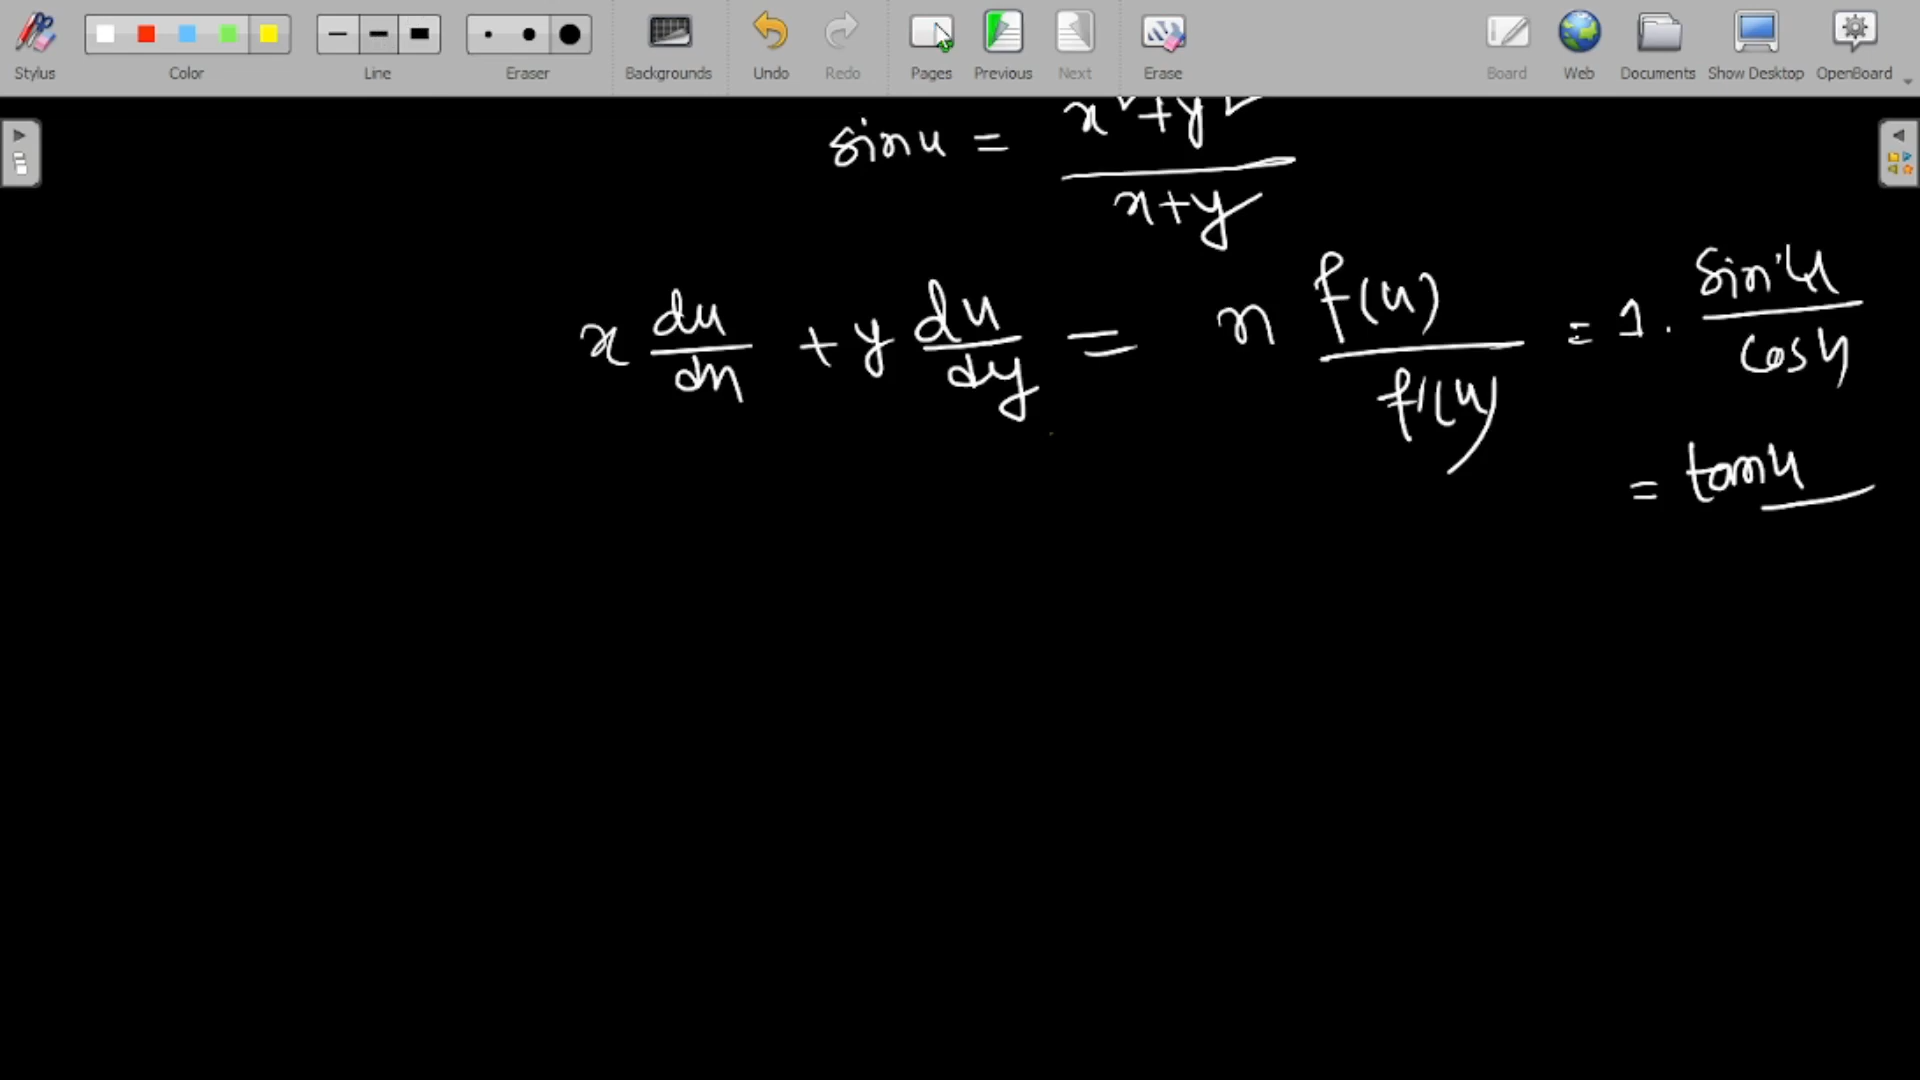 Stylus Color Line Eraser Backgrounds Undo Redo Pages Previous Next Erase Board Web Documents Show Desktop OpenBoard
sin u = x²+y² / x+y
x du/dx + y du/dy = n f(u) / f'(u) = 1 . sin u / cos u
= tan u